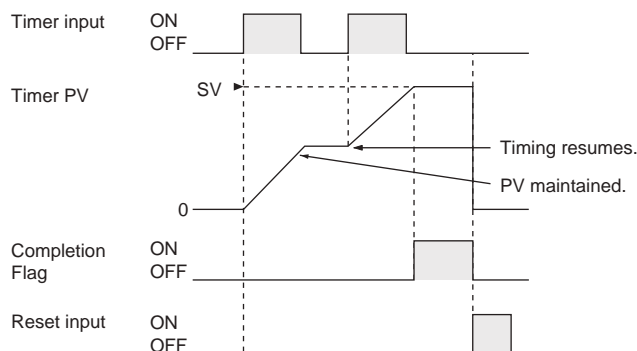 Timer input
ON
OFF
Timer PV
SV
Timing resumes.
PV maintained.
0
Completion
Flag
ON
OFF
Reset input
ON
OFF